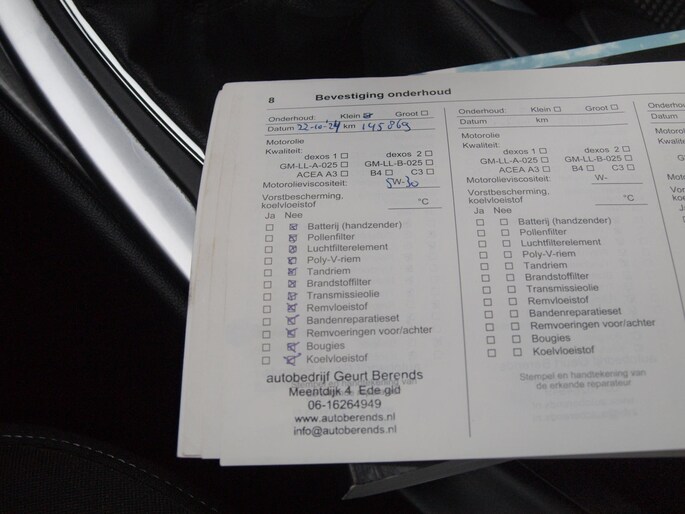 8 Bevestiging onderhoud
Onderhoud: Klein ☑ Groot ☐
Datum 22-10-'24 km 145869
Motorolie
Kwaliteit:
dexos 1 ☐ dexos 2 ☐
GM-LL-A-025 ☐ GM-LL-B-025 ☐
ACEA A3 ☐ B4 ☐ C3 ☐
Motorolieviscositeit: 5W-30
Vorstbescherming,
koelvloeistof °C
Ja Nee
☐ ☒ Batterij (handzender)
☐ ☒ Pollenfilter
☐ ☒ Luchtfilterelement
☐ ☒ Poly-V-riem
☐ ☒ Tandriem
☐ ☒ Brandstoffilter
☐ ☒ Transmissieolie
☐ ☒ Remvloeistof
☐ ☒ Bandenreparatieset
☐ ☒ Remvoeringen voor/achter
☐ ☒ Bougies
☐ ☒ Koelvloeistof
autobedrijf Geurt Berends
Meentdijk 4, Ede gld
06-16264949
www.autoberends.nl
info@autoberends.nl
Onderhoud: Klein ☐ Groot ☐
Datum km
Motorolie
Kwaliteit:
dexos 1 ☐ dexos 2 ☐
GM-LL-A-025 ☐ GM-LL-B-025 ☐
ACEA A3 ☐ B4 ☐ C3 ☐
Motorolieviscositeit: W-
Vorstbescherming,
koelvloeistof °C
Ja Nee
☐ ☐ Batterij (handzender)
☐ ☐ Pollenfilter
☐ ☐ Luchtfilterelement
☐ ☐ Poly-V-riem
☐ ☐ Tandriem
☐ ☐ Brandstoffilter
☐ ☐ Transmissieolie
☐ ☐ Remvloeistof
☐ ☐ Bandenreparatieset
☐ ☐ Remvoeringen voor/achter
☐ ☐ Bougies
☐ ☐ Koelvloeistof
Stempel en handtekening van
de erkende reparateur
Datum